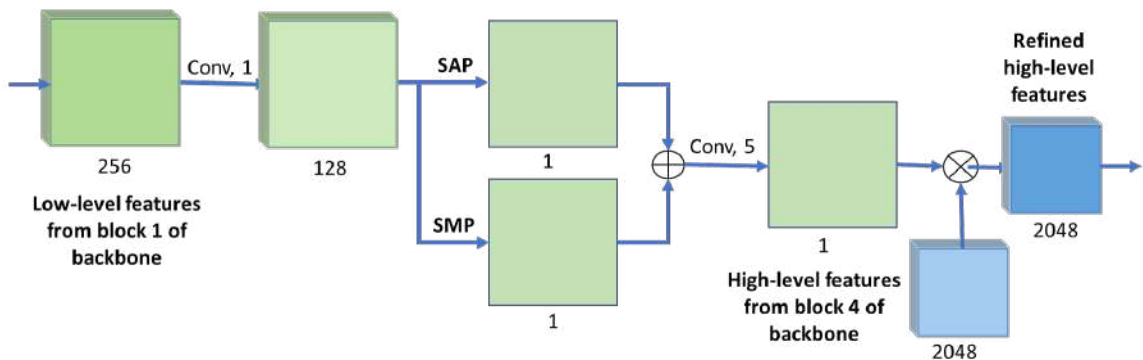 Conv, 1
256
Low-level features
from block 1 of
backbone
128
SAP
1
SMP
1
Conv, 5
1
High-level features
from block 4 of
backbone
2048
Refined
high-level
features
2048